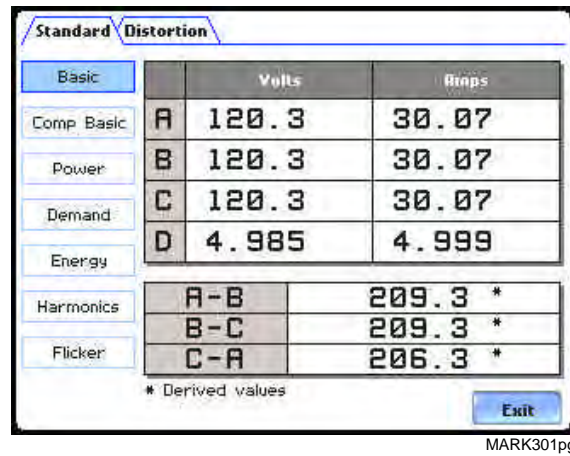 Standard Distortion
Basic
Comp Basic
Power
Demand
Energy
Harmonics
Flicker
Volts Amps
A 120.3 30.07
B 120.3 30.07
C 120.3 30.07
D 4.985 4.999
A-B 209.3 *
B-C 209.3 *
C-A 206.3 *
* Derived values
Exit
MARK301pg